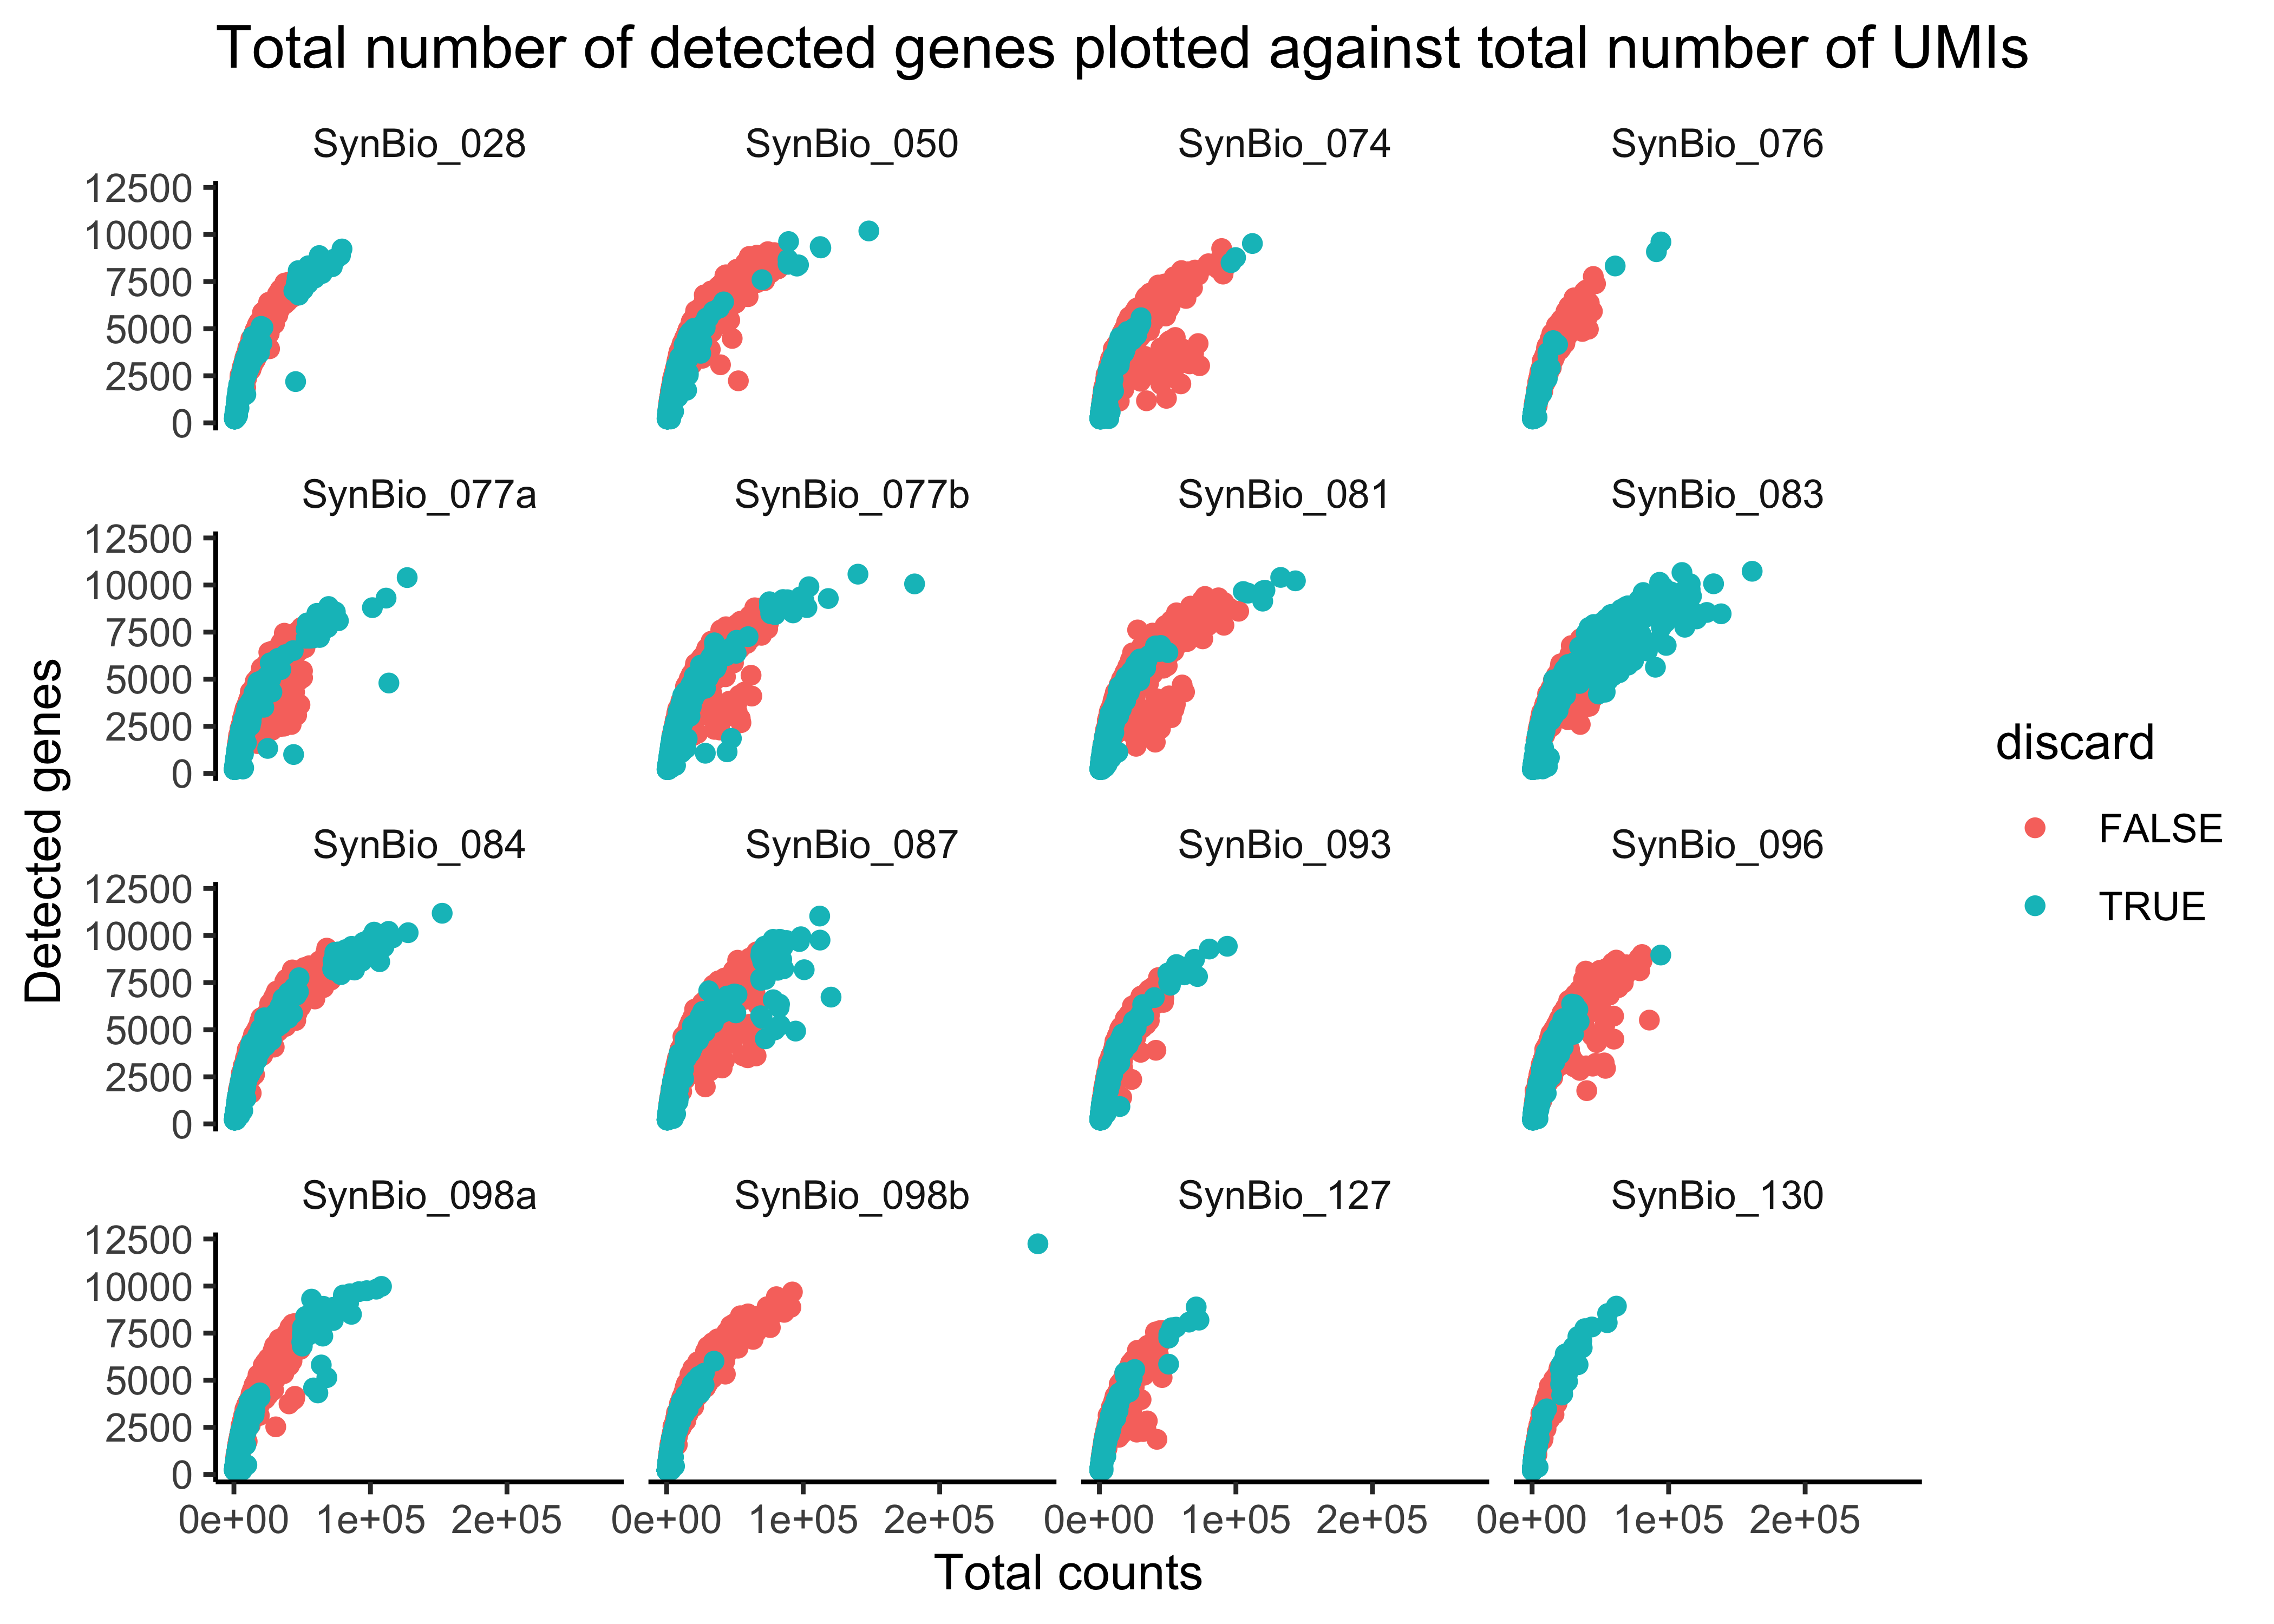 Total number of detected genes plotted against total number of UMIs
SynBio_028 SynBio_050 SynBio_074 SynBio_076
12500
10000
7500
5000
2500
0
SynBio_077a SynBio_077b SynBio_081 SynBio_083
12500
10000
7500
5000
2500
0
SynBio_084 SynBio_087 SynBio_093 SynBio_096
12500
10000
7500
5000
2500
0
SynBio_098a SynBio_098b SynBio_127 SynBio_130
12500
10000
7500
5000
2500
0
0e+00 1e+05 2e+05 0e+00 1e+05 2e+05 0e+00 1e+05 2e+05 0e+00 1e+05 2e+05
Total counts
Detected genes
discard
FALSE
TRUE